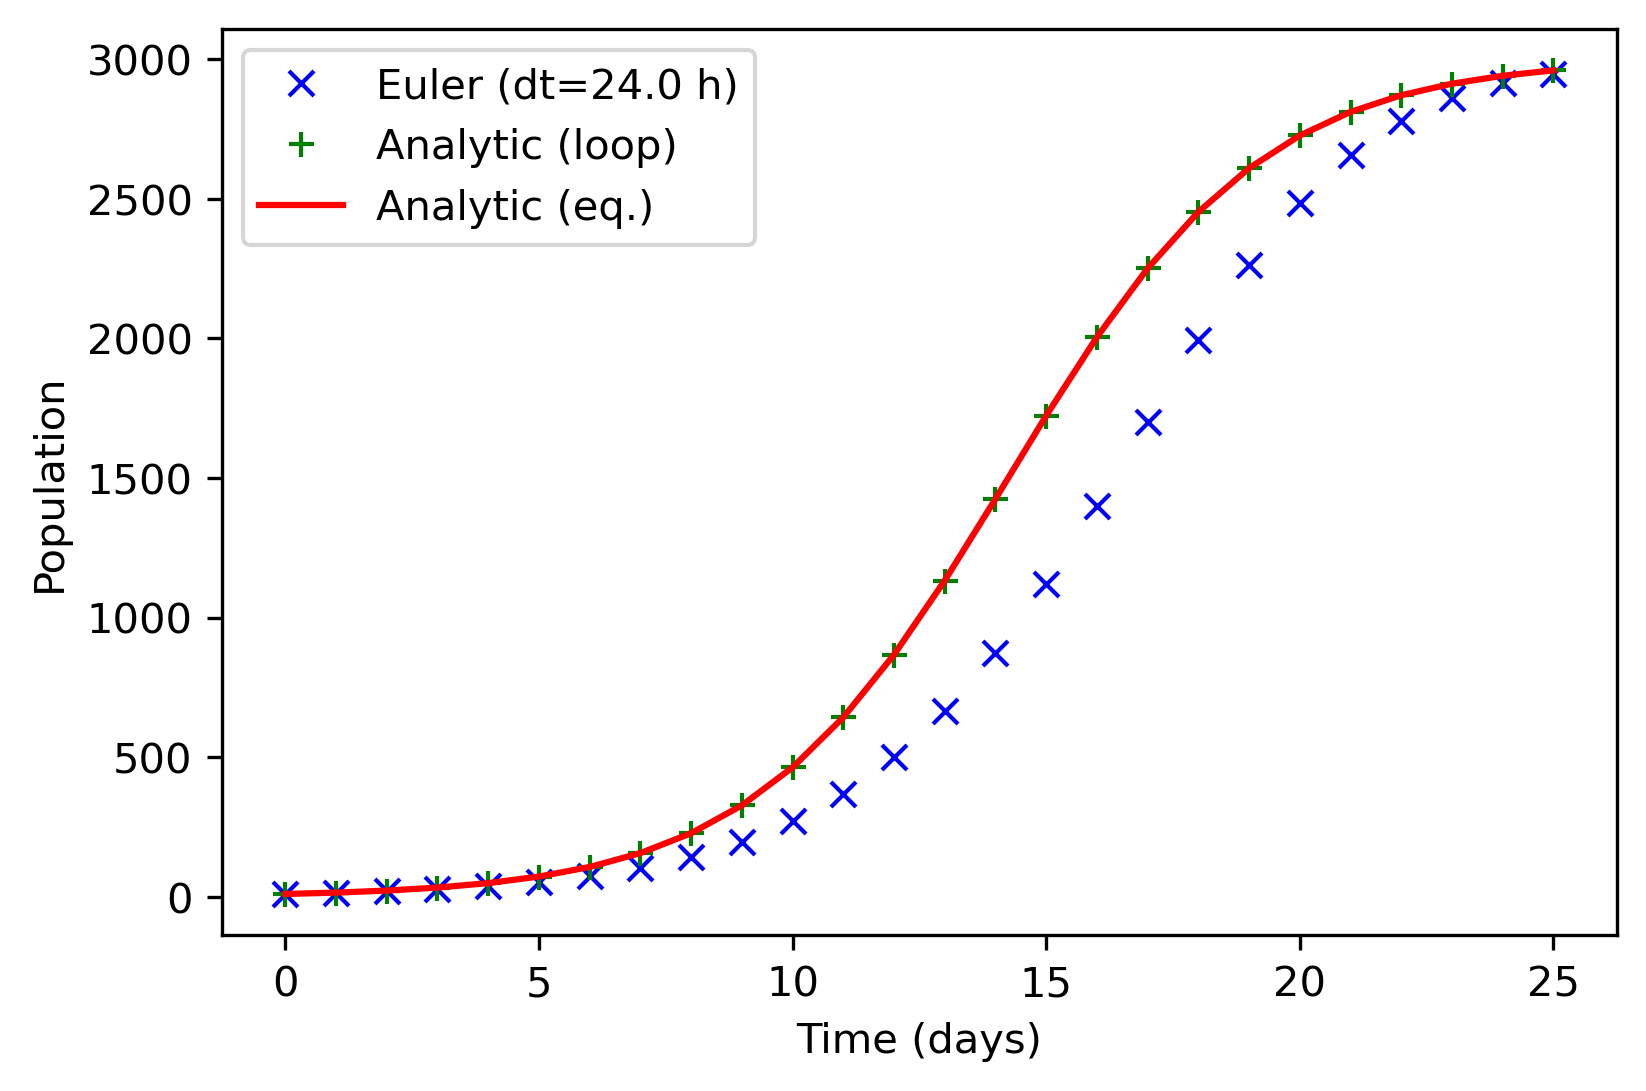 3000
2500
2000
1500
1000
500
0
Population
Euler (dt=24.0 h)
Analytic (loop)
Analytic (eq.)
0 5 10 15 20 25
Time (days)